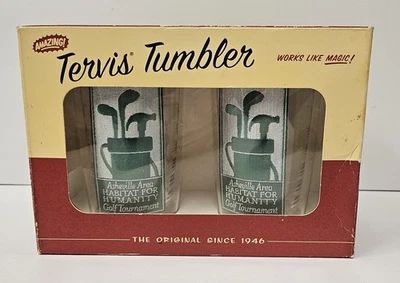 AMAZING!
Tervis® Tumbler
WORKS LIKE MAGIC!
Asheville Area
HABITAT FOR
HUMANITY
Golf Tournament
Asheville Area
HABITAT FOR
HUMANITY
Golf Tournament
THE ORIGINAL SINCE 1946